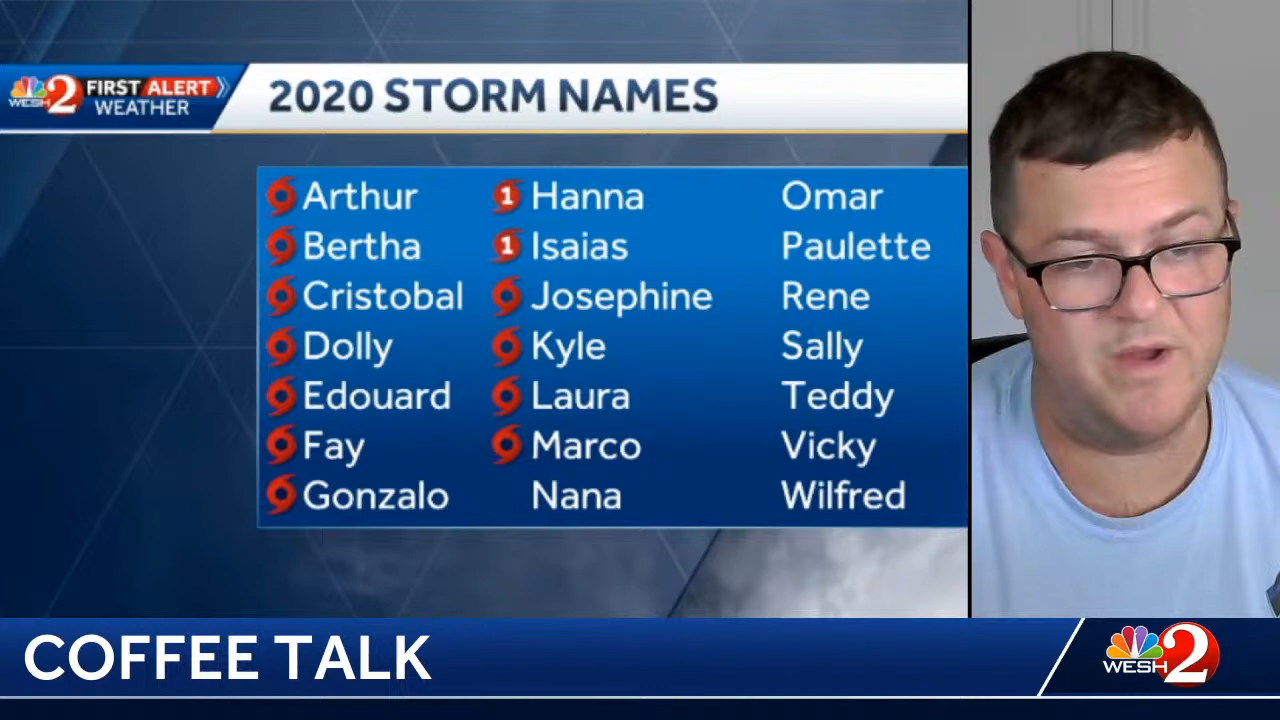 WESH 2 FIRST ALERT WEATHER
2020 STORM NAMES
Arthur
Bertha
Cristobal
Dolly
Edouard
Fay
Gonzalo
1 Hanna
1 Isaias
Josephine
Kyle
Laura
Marco
Nana
Omar
Paulette
Rene
Sally
Teddy
Vicky
Wilfred
COFFEE TALK
WESH 2